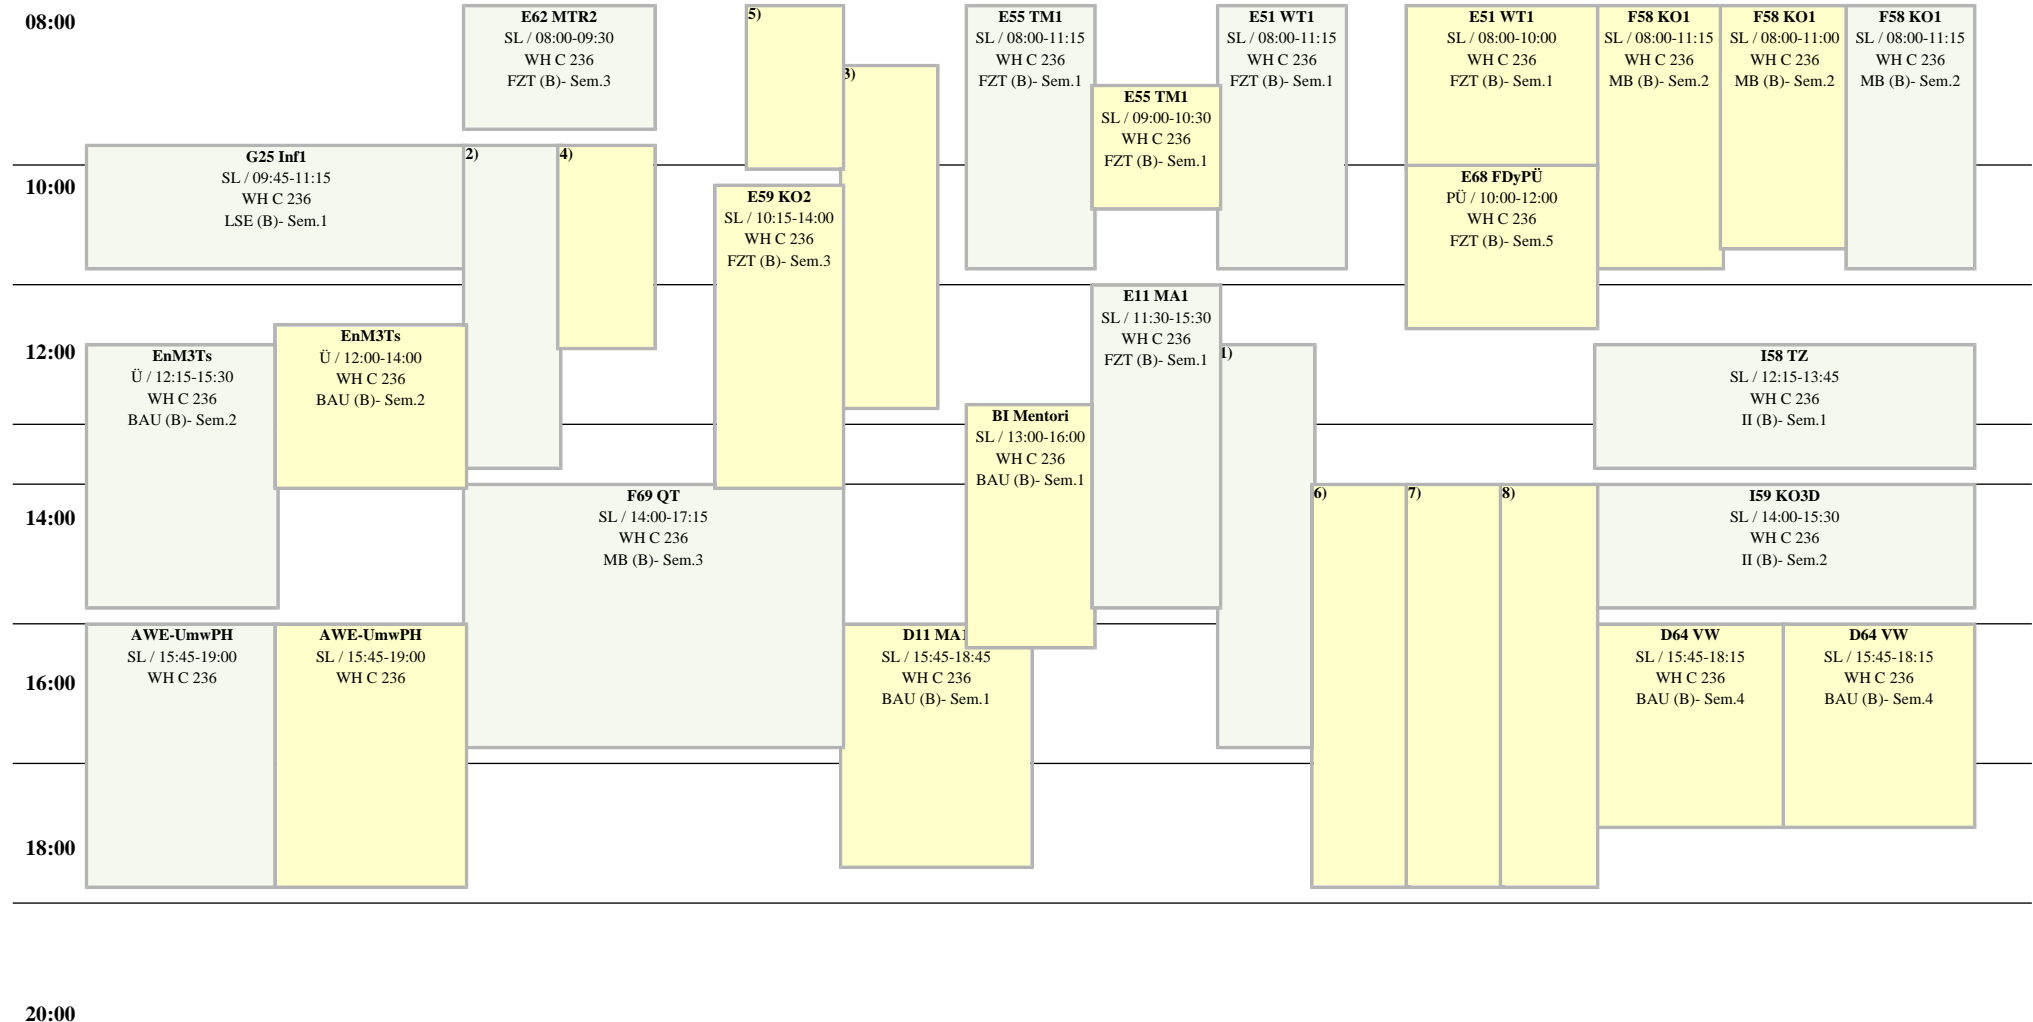 08:00
10:00
12:00
14:00
16:00
18:00
20:00
G25 Inf1
SL / 09:45-11:15
WH C 236
LSE (B)- Sem.1
EnM3Ts
Ü / 12:15-15:30
WH C 236
BAU (B)- Sem.2
EnM3Ts
Ü / 12:00-14:00
WH C 236
BAU (B)- Sem.2
AWE-UmwPH
SL / 15:45-19:00
WH C 236
AWE-UmwPH
SL / 15:45-19:00
WH C 236
E62 MTR2
SL / 08:00-09:30
WH C 236
FZT (B)- Sem.3
2)
4)
5)
3)
E59 KO2
SL / 10:15-14:00
WH C 236
FZT (B)- Sem.3
F69 QT
SL / 14:00-17:15
WH C 236
MB (B)- Sem.3
D11 MA1
SL / 15:45-18:45
WH C 236
BAU (B)- Sem.1
E55 TM1
SL / 08:00-11:15
WH C 236
FZT (B)- Sem.1
E55 TM1
SL / 09:00-10:30
WH C 236
FZT (B)- Sem.1
E51 WT1
SL / 08:00-11:15
WH C 236
FZT (B)- Sem.1
BI Mentori
SL / 13:00-16:00
WH C 236
BAU (B)- Sem.1
E11 MA1
SL / 11:30-15:30
WH C 236
FZT (B)- Sem.1
1)
6)
7)
8)
E51 WT1
SL / 08:00-10:00
WH C 236
FZT (B)- Sem.1
E68 FDyPÜ
PÜ / 10:00-12:00
WH C 236
FZT (B)- Sem.5
F58 KO1
SL / 08:00-11:15
WH C 236
MB (B)- Sem.2
F58 KO1
SL / 08:00-11:00
WH C 236
MB (B)- Sem.2
F58 KO1
SL / 08:00-11:15
WH C 236
MB (B)- Sem.2
I58 TZ
SL / 12:15-13:45
WH C 236
II (B)- Sem.1
I59 KO3D
SL / 14:00-15:30
WH C 236
II (B)- Sem.2
D64 VW
SL / 15:45-18:15
WH C 236
BAU (B)- Sem.4
D64 VW
SL / 15:45-18:15
WH C 236
BAU (B)- Sem.4